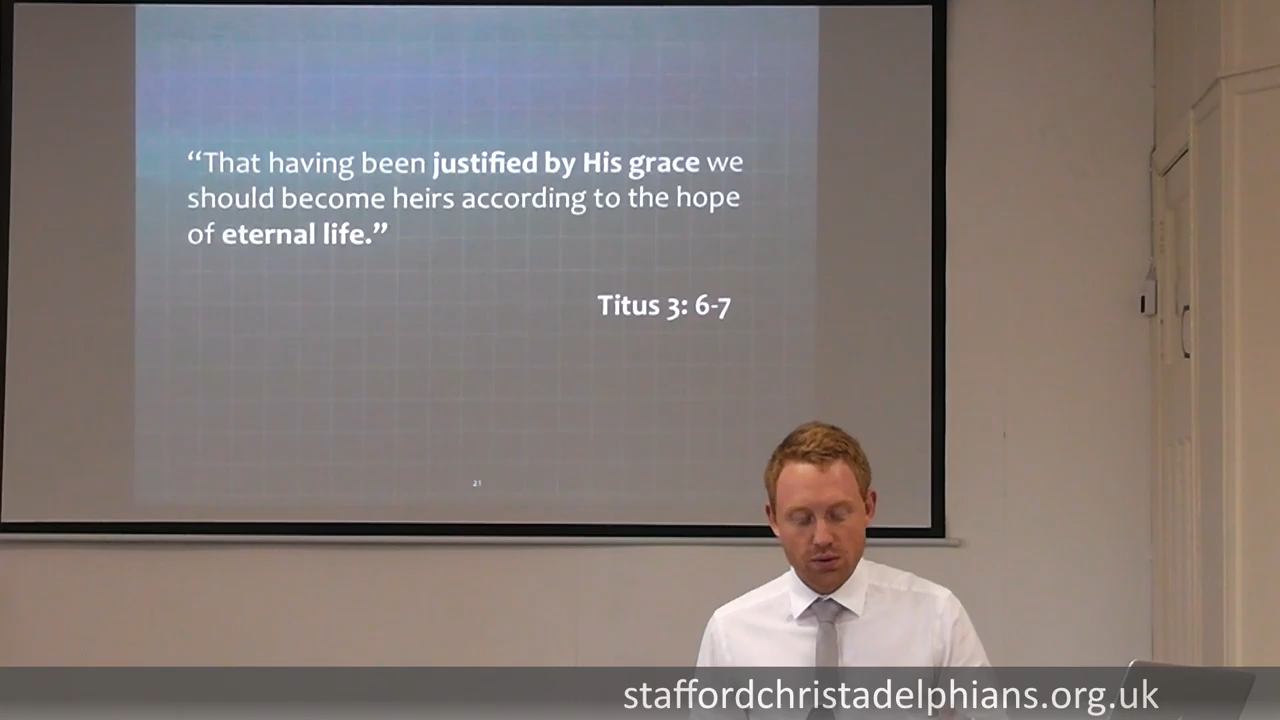 “That having been justified by His grace we
should become heirs according to the hope
of eternal life.”
Titus 3: 6-7
21
staffordchristadelphians.org.uk